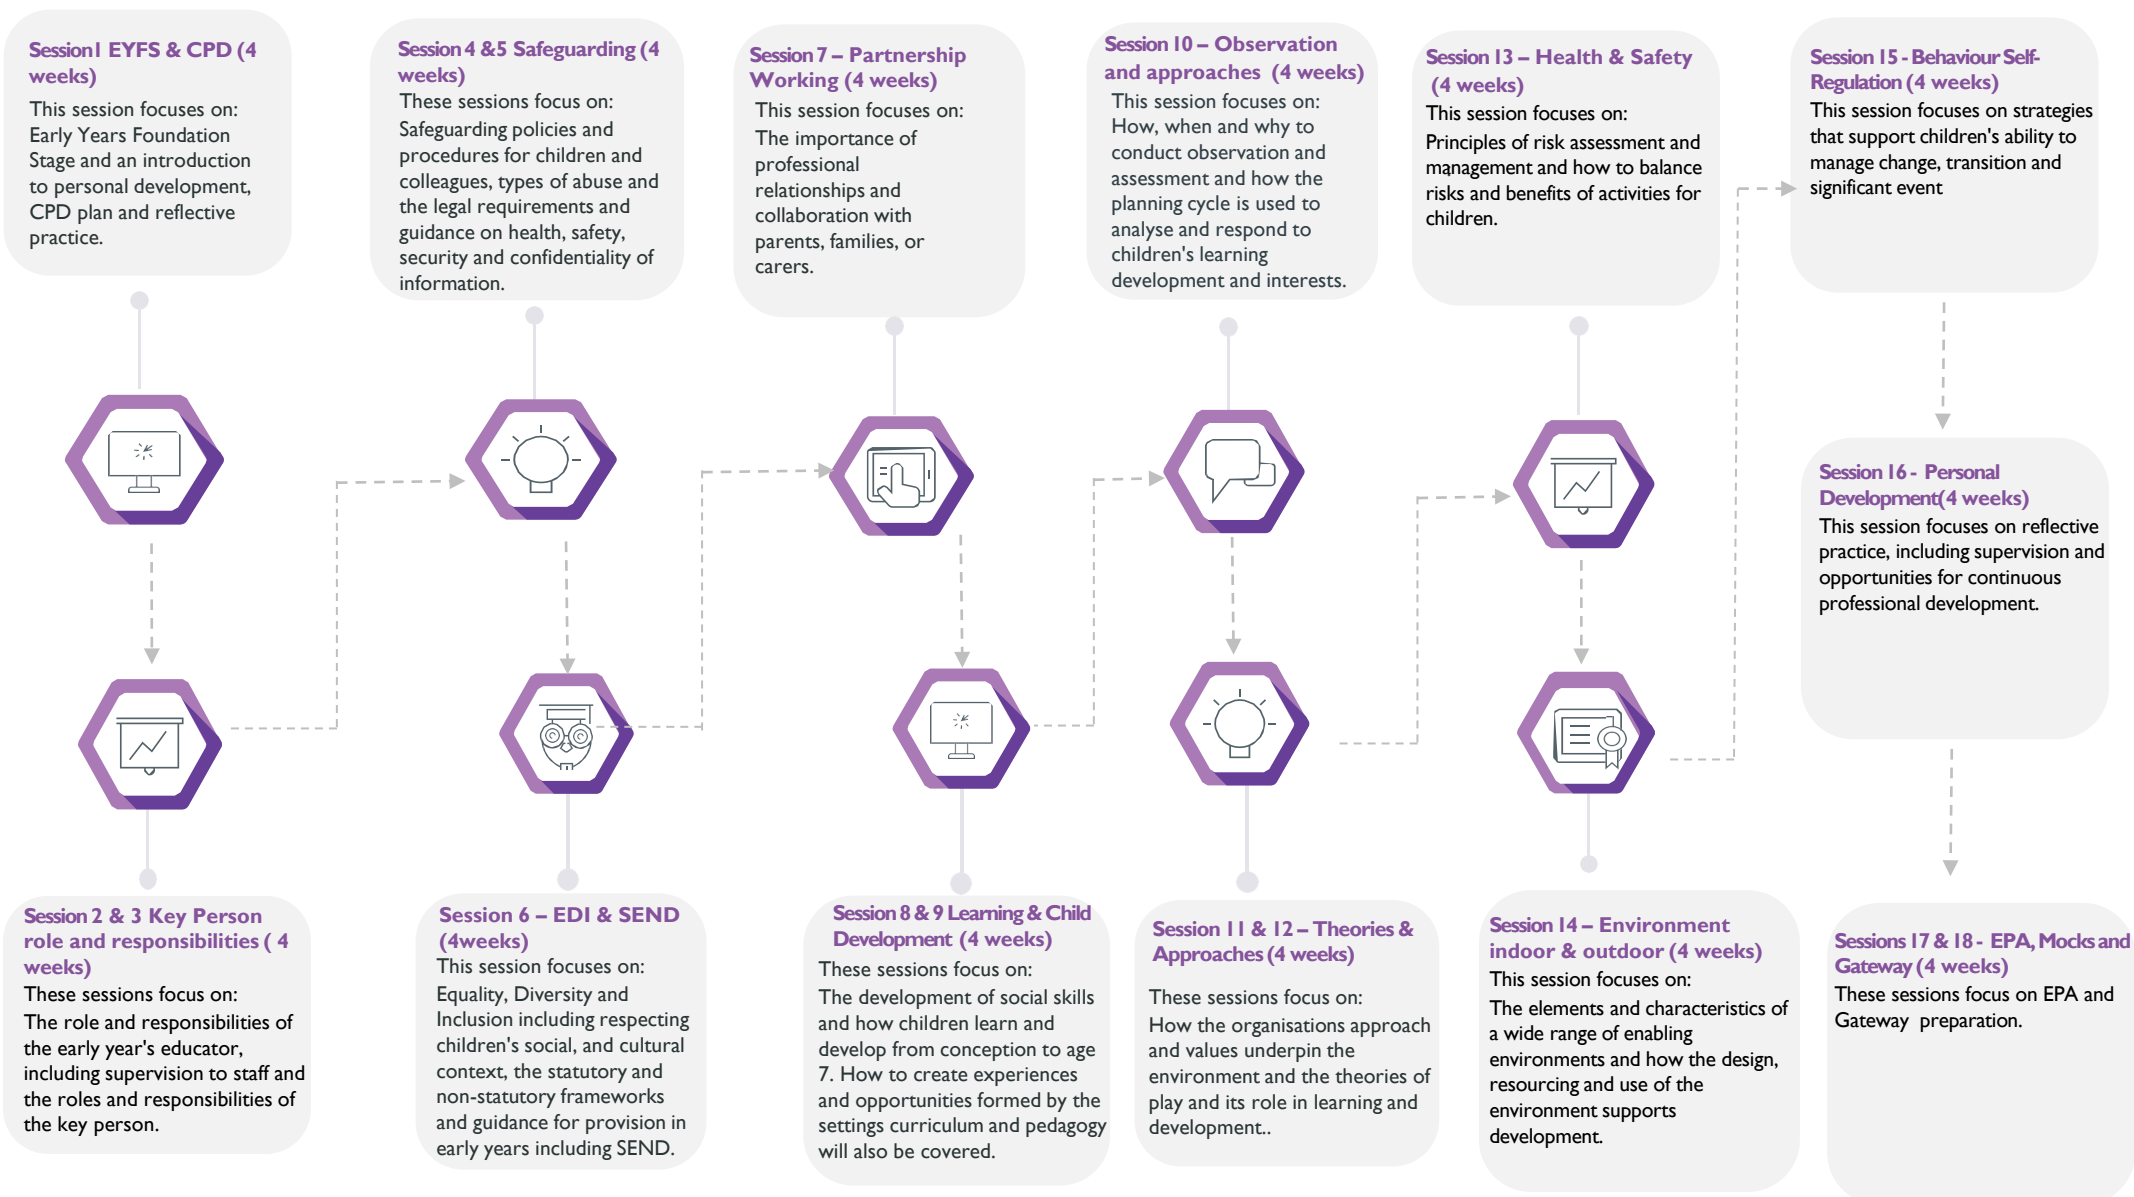 Session1 EYFS & CPD (4
weeks)
This session focuses on:
Early Years Foundation
Stage and an introduction
to personal development,
CPD plan and reflective
practice.
Session 2 & 3 Key Person
role and responsibilities ( 4
weeks)
These sessions focus on:
The role and responsibilities of
the early year's educator,
including supervision to staff and
the roles and responsibilities of
the key person.
Session 4 &5 Safeguarding (4
weeks)
These sessions focus on:
Safeguarding policies and
procedures for children and
colleagues, types of abuse and
the legal requirements and
guidance on health, safety,
security and confidentiality of
information.
Session 6 – EDI & SEND
(4weeks)
This session focuses on:
Equality, Diversity and
Inclusion including respecting
children's social, and cultural
context, the statutory and
non-statutory frameworks
and guidance for provision in
early years including SEND.
Session 7 – Partnership
Working (4 weeks)
This session focuses on:
The importance of
professional
relationships and
collaboration with
parents, families, or
carers.
Session 8 & 9 Learning & Child
Development (4 weeks)
These sessions focus on:
The development of social skills
and how children learn and
develop from conception to age
7. How to create experiences
and opportunities formed by the
settings curriculum and pedagogy
will also be covered.
Session 10 – Observation
and approaches (4 weeks)
This session focuses on:
How, when and why to
conduct observation and
assessment and how the
planning cycle is used to
analyse and respond to
children's learning
development and interests.
Session 11 & 12 – Theories &
Approaches (4 weeks)
These sessions focus on:
How the organisations approach
and values underpin the
environment and the theories of
play and its role in learning and
development..
Session 13 – Health & Safety
(4 weeks)
This session focuses on:
Principles of risk assessment and
management and how to balance
risks and benefits of activities for
children.
Session 14 – Environment
indoor & outdoor (4 weeks)
This session focuses on:
The elements and characteristics of
a wide range of enabling
environments and how the design,
resourcing and use of the
environment supports
development.
Session 15 - Behaviour Self-
Regulation (4 weeks)
This session focuses on strategies
that support children's ability to
manage change, transition and
significant event
Session 16 - Personal
Development(4 weeks)
This session focuses on reflective
practice, including supervision and
opportunities for continuous
professional development.
Sessions 17 & 18 - EPA, Mocks and
Gateway (4 weeks)
These sessions focus on EPA and
Gateway preparation.